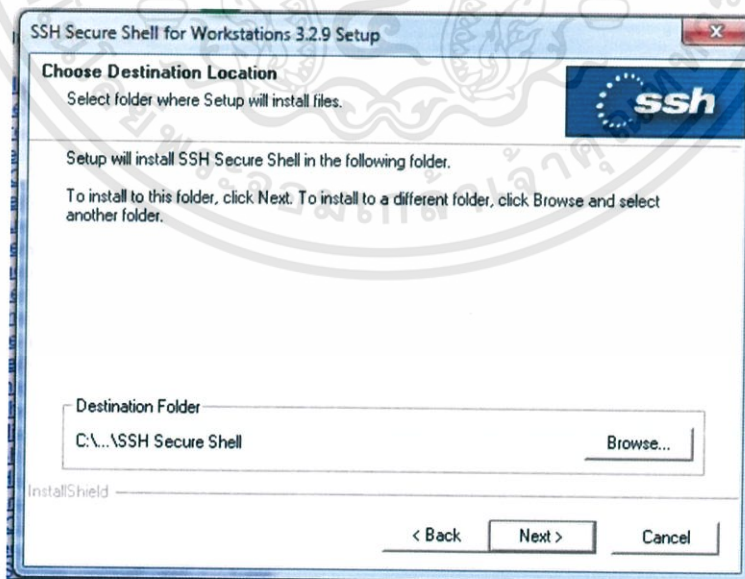 SSH Secure Shell for Workstations 3.2.9 Setup
Choose Destination Location
Select folder where Setup will install files.
ssh
Setup will install SSH Secure Shell in the following folder.
To install to this folder, click Next. To install to a different folder, click Browse and select
another folder.
Destination Folder
C:\...\SSH Secure Shell
Browse...
InstallShield
< Back
Next >
Cancel